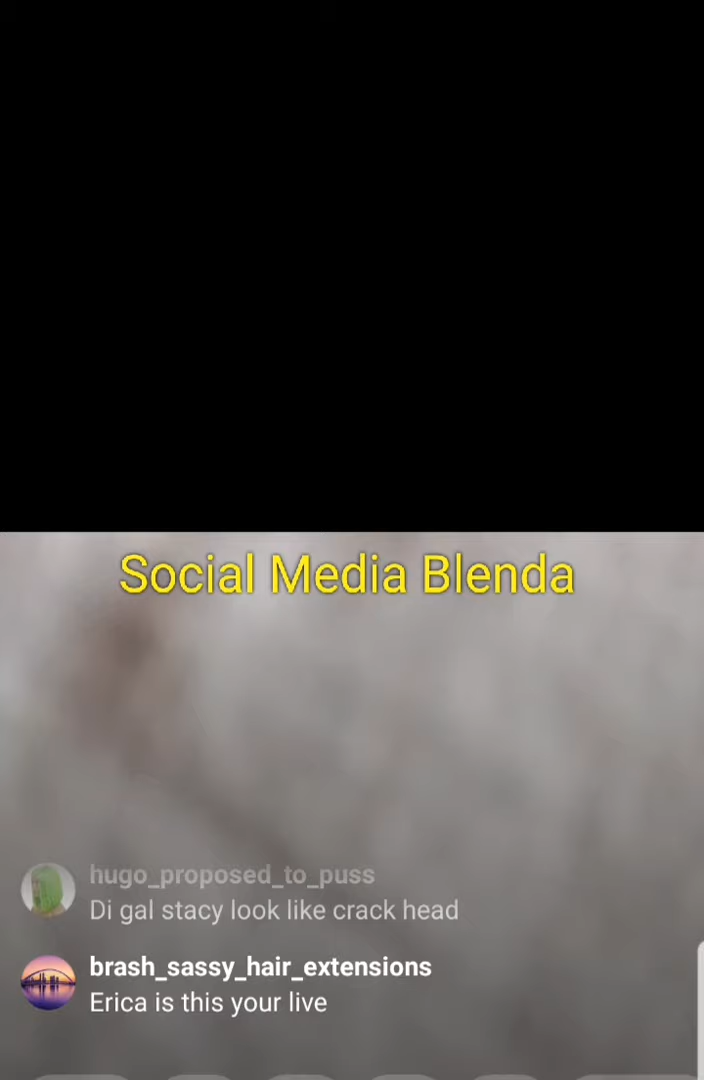 Social Media Blenda
hugo_proposed_to_puss
Di gal stacy look like crack head
brash_sassy_hair_extensions
Erica is this your live